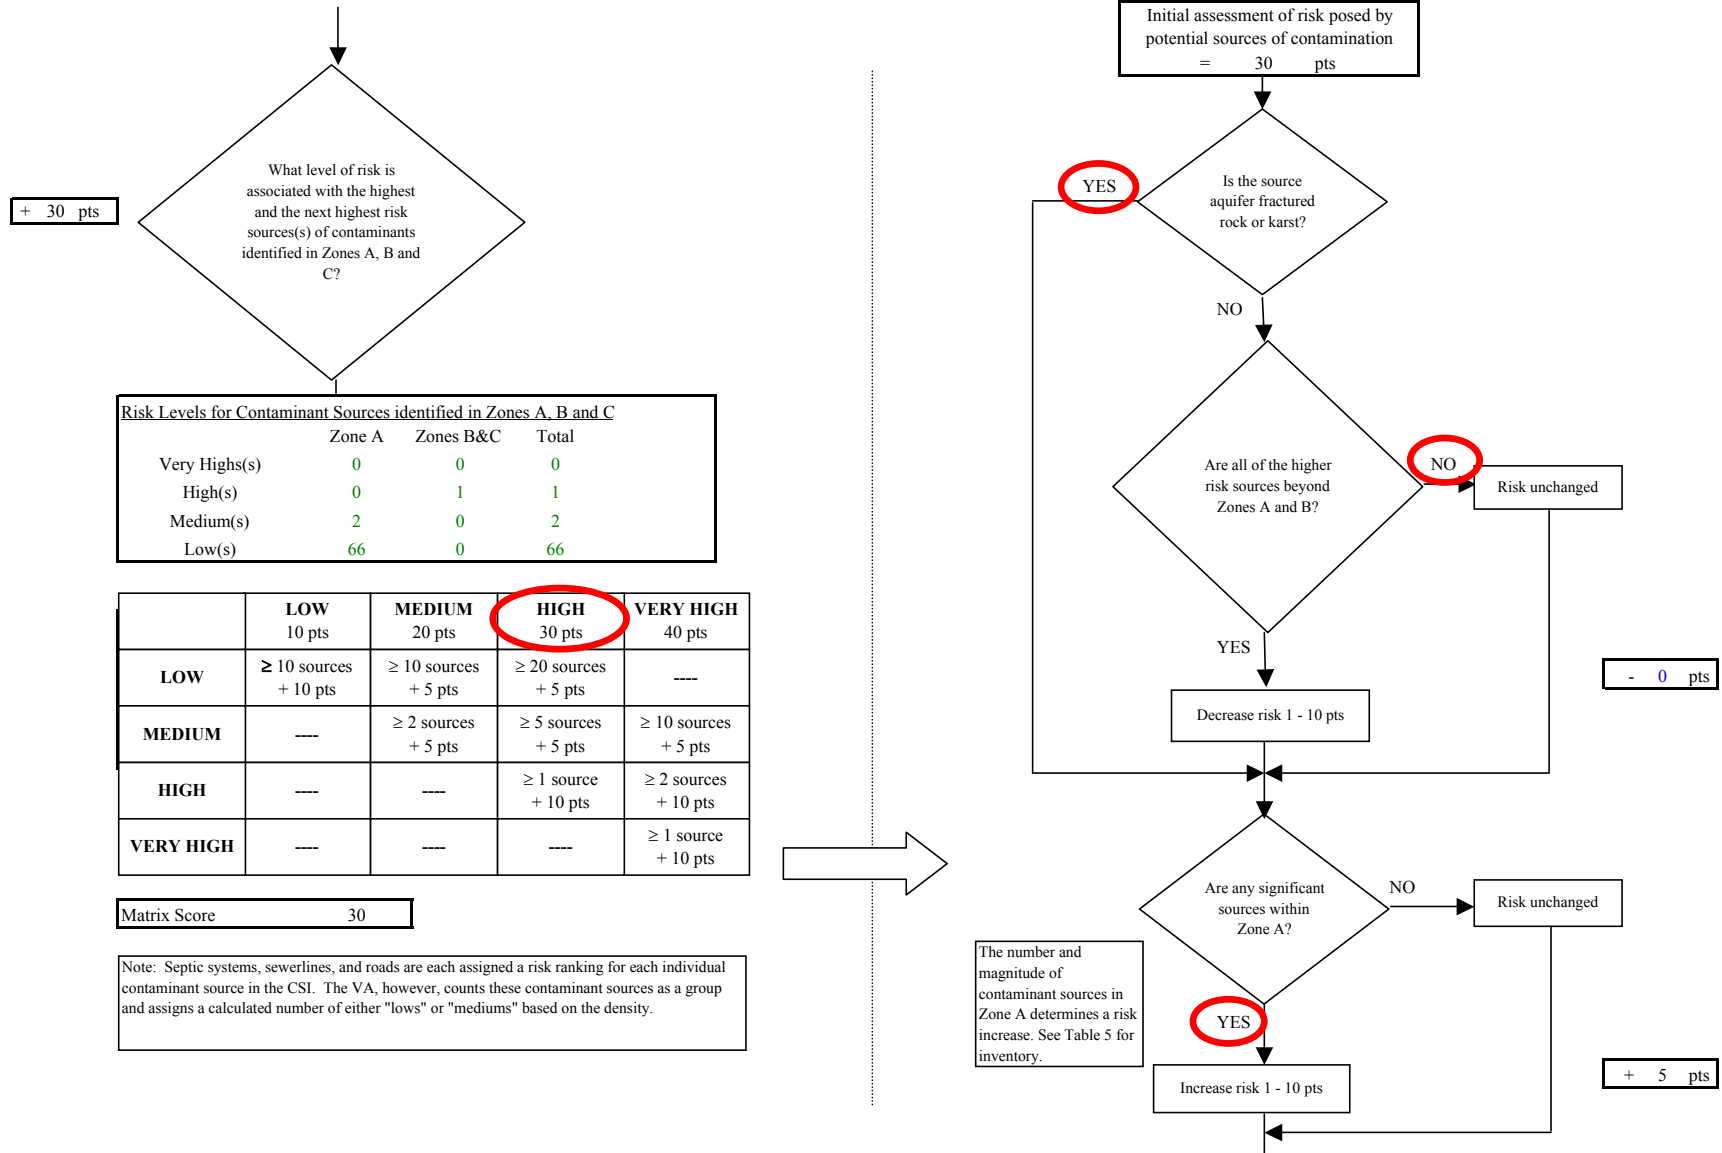 + 30 pts
What level of risk is
associated with the highest
and the next highest risk
sources(s) of contaminants
identified in Zones A, B and
C?
Risk Levels for Contaminant Sources identified in Zones A, B and C
Zone A Zones B&C Total
Very Highs(s) 0 0 0
High(s) 0 1 1
Medium(s) 2 0 2
Low(s) 66 0 66
LOW MEDIUM HIGH VERY HIGH
10 pts 20 pts 30 pts 40 pts
LOW ≥ 10 sources ≥ 10 sources ≥ 20 sources ----
+ 10 pts + 5 pts + 5 pts
MEDIUM ---- ≥ 2 sources ≥ 5 sources ≥ 10 sources
+ 5 pts + 5 pts + 5 pts
HIGH ---- ---- ≥ 1 source ≥ 2 sources
+ 10 pts + 10 pts
VERY HIGH ---- ---- ---- ≥ 1 source
+ 10 pts
Matrix Score 30
Note: Septic systems, sewerlines, and roads are each assigned a risk ranking for each individual
contaminant source in the CSI. The VA, however, counts these contaminant sources as a group
and assigns a calculated number of either "lows" or "mediums" based on the density.
Initial assessment of risk posed by
potential sources of contamination
= 30 pts
YES
Is the source
aquifer fractured
rock or karst?
NO
Are all of the higher
risk sources beyond
Zones A and B?
NO
Risk unchanged
YES
Decrease risk 1 - 10 pts
- 0 pts
Are any significant
sources within
Zone A?
NO
Risk unchanged
The number and
magnitude of
contaminant sources in
Zone A determines a risk
increase. See Table 5 for
inventory.
YES
Increase risk 1 - 10 pts
+ 5 pts